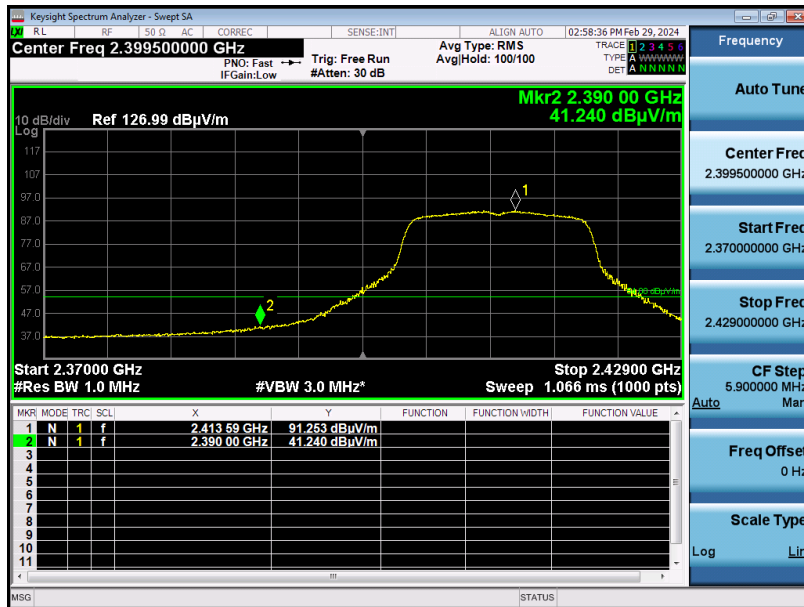 Keysight Spectrum Analyzer - Swept SA
LXI RL RF 50 Ω AC CORREC SENSE:INT ALIGN AUTO 02:58:36 PM Feb 29, 2024
Center Freq 2.399500000 GHz
PNO: Fast
IFGain:Low
Trig: Free Run
#Atten: 30 dB
Avg Type: RMS
Avg|Hold: 100/100
TRACE 1 2 3 4 5 6
TYPE A WWWWW
DET A N N N N N
Mkr2 2.390 00 GHz
41.240 dBµV/m
10 dB/div Ref 126.99 dBµV/m
Log
117
107
97.0
87.0
77.0
67.0
57.0
47.0
37.0
1
2
Start 2.37000 GHz Stop 2.42900 GHz
#Res BW 1.0 MHz #VBW 3.0 MHz* Sweep 1.066 ms (1000 pts)
MKR MODE TRC SCL X Y FUNCTION FUNCTION WIDTH FUNCTION VALUE
1 N 1 f 2.413 59 GHz 91.253 dBµV/m
2 N 1 f 2.390 00 GHz 41.240 dBµV/m
3
4
5
6
7
8
9
10
11
MSG STATUS
Frequency
Auto Tune
Center Freq
2.399500000 GHz
Start Freq
2.370000000 GHz
Stop Freq
2.429000000 GHz
CF Step
5.900000 MHz
Auto Man
Freq Offset
0 Hz
Scale Type
Log Lin